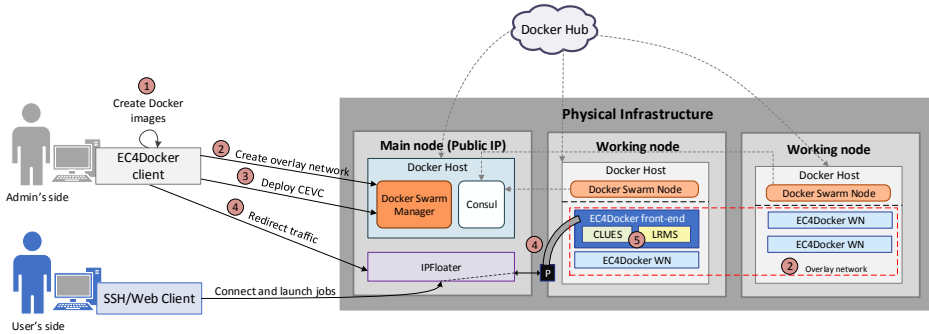 Docker Hub
1
Create Docker
images
EC4Docker
client
Admin's side
2
Create overlay network
3
Deploy CEVC
4
Redirect traffic
SSH/Web Client
User's side
Connect and launch jobs
Physical Infrastructure
Main node (Public IP)
Docker Host
Docker Swarm
Manager
Consul
IPFloater
4
P
Working node
Docker Host
Docker Swarm Node
EC4Docker front-end
CLUES
5
LRMS
EC4Docker WN
Working node
Docker Host
Docker Swarm Node
EC4Docker WN
EC4Docker WN
2
Overlay network